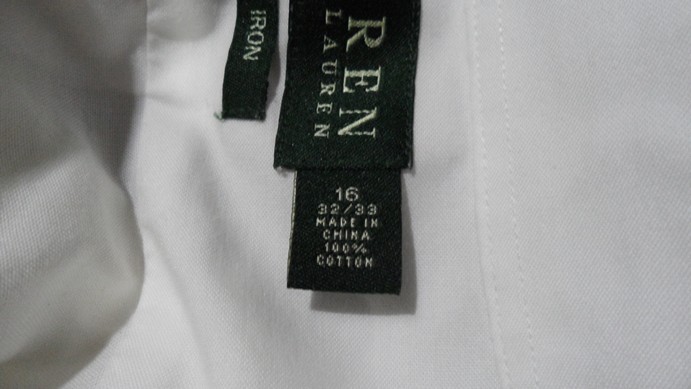 IRON
REN
LAUREN
16
32/33
MADE IN
CHINA
100%
COTTON